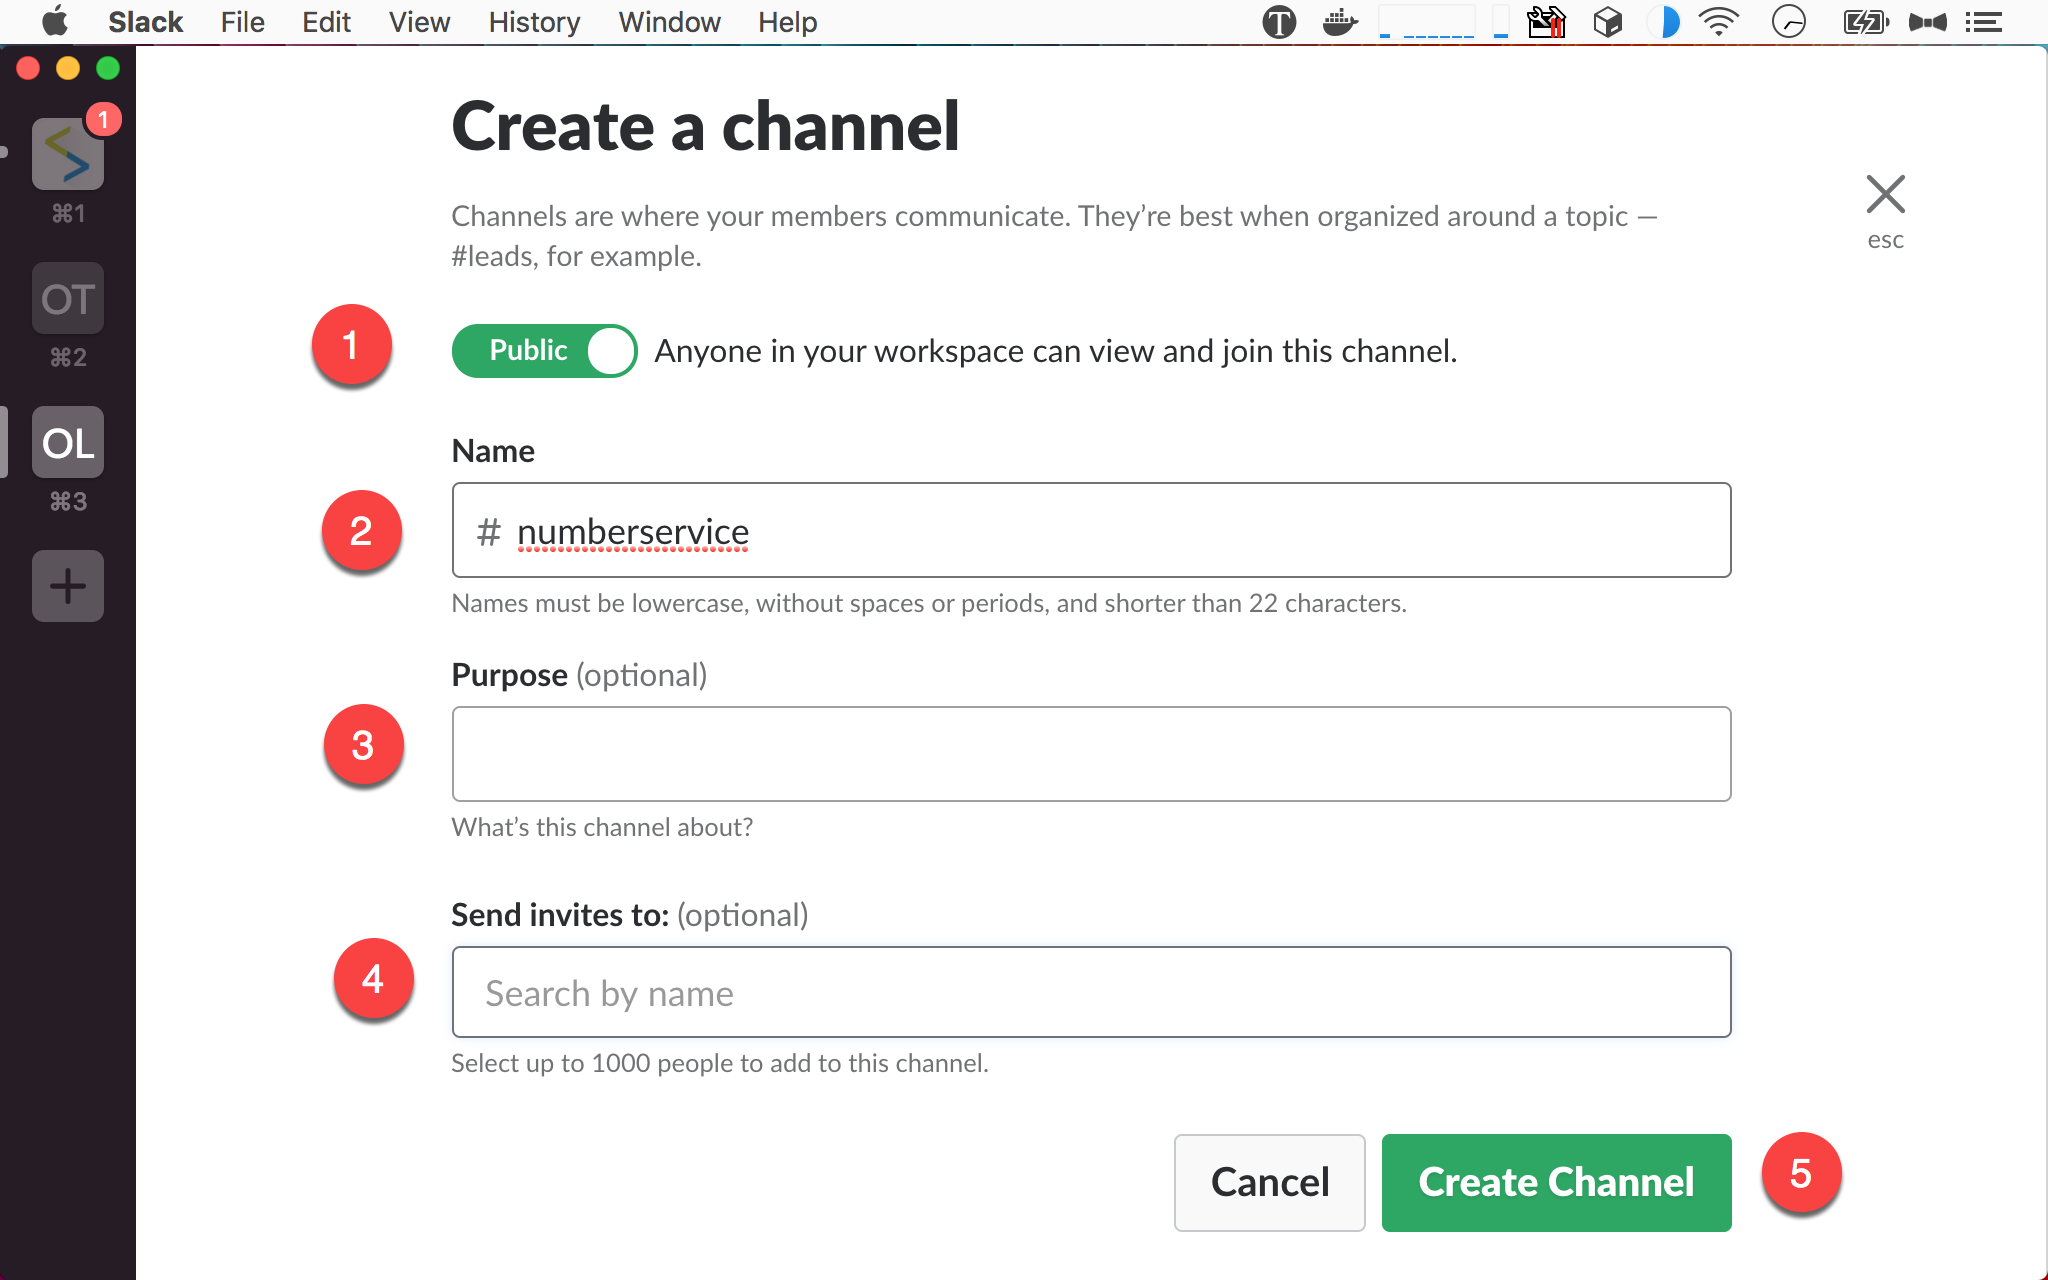 Slack File Edit View History Window Help
1
⌘1
OT
⌘2
OL
⌘3
Create a channel
Channels are where your members communicate. They’re best when organized around a topic —
#leads, for example.
esc
1
Public Anyone in your workspace can view and join this channel.
Name
2
# numberservice
Names must be lowercase, without spaces or periods, and shorter than 22 characters.
Purpose (optional)
3
What’s this channel about?
Send invites to: (optional)
4
Search by name
Select up to 1000 people to add to this channel.
Cancel Create Channel
5